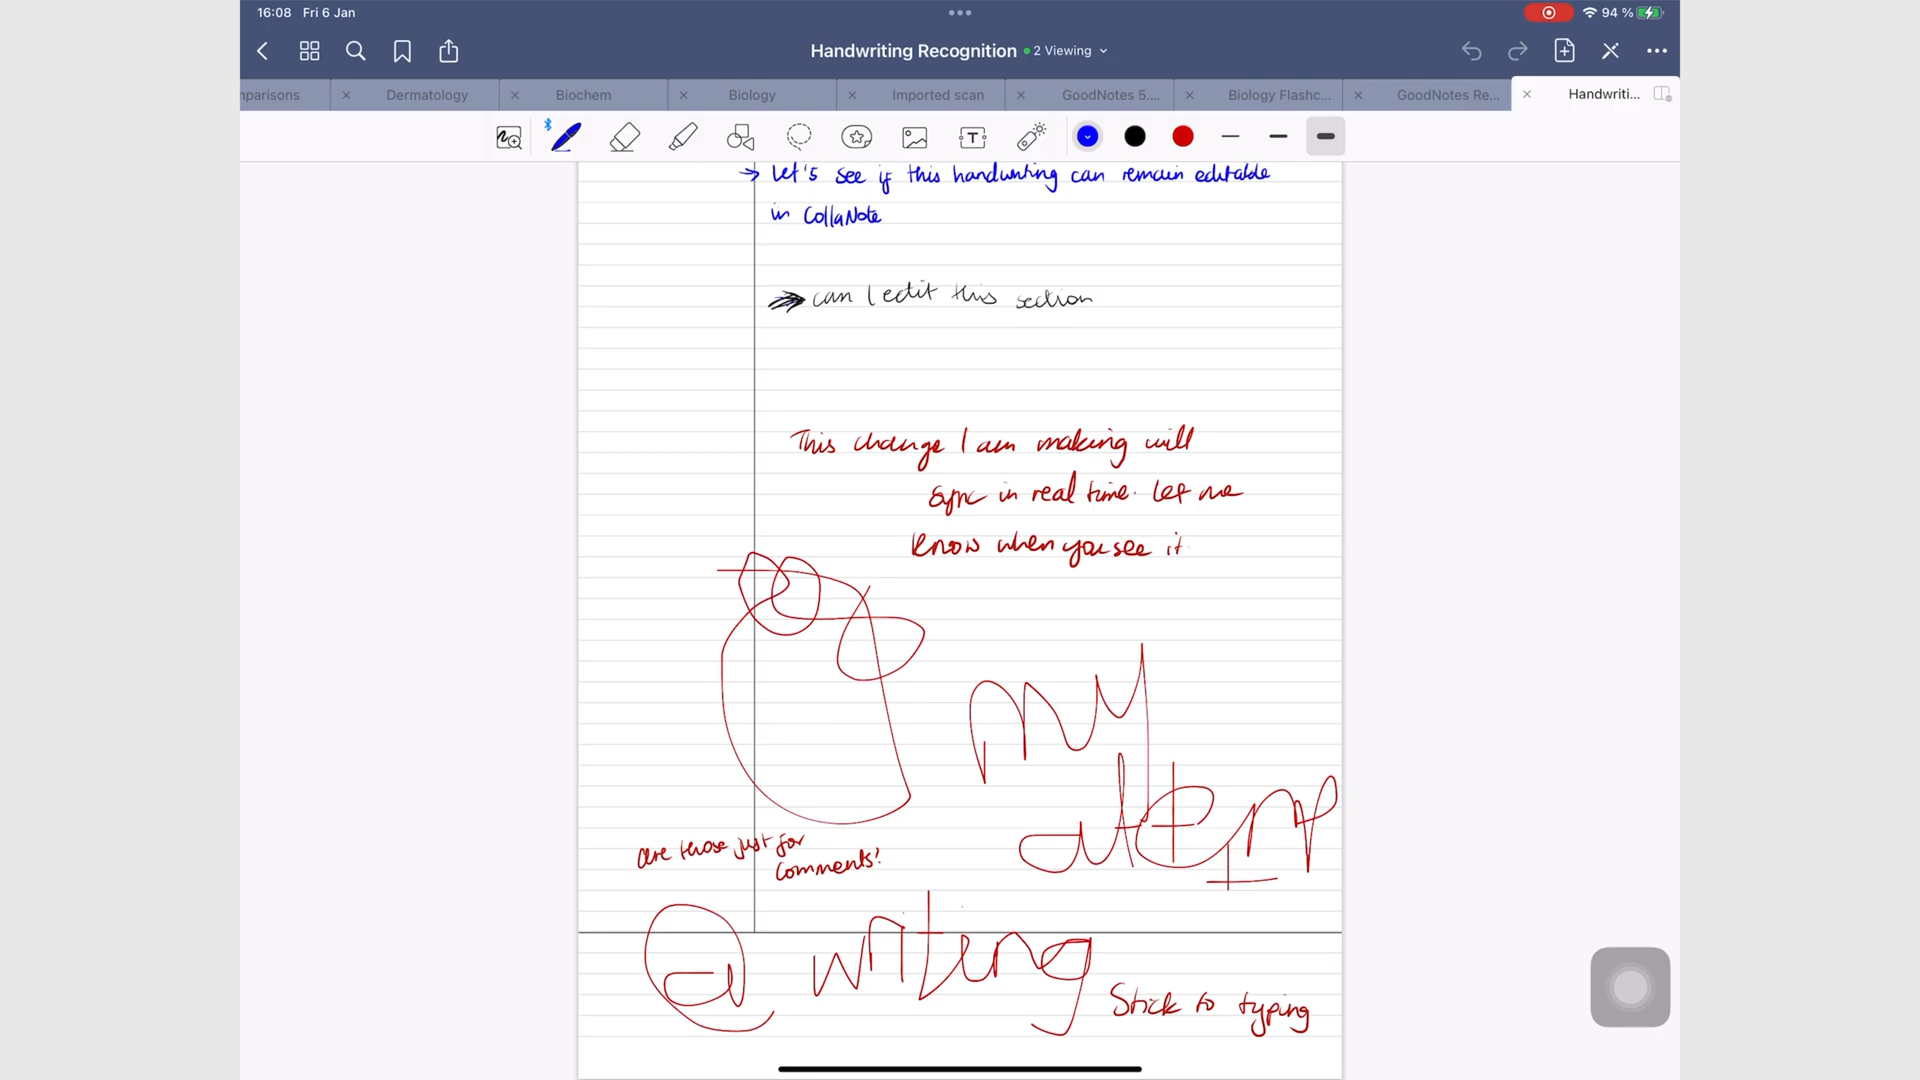 16:08 Fri 6 Jan
94 %
Handwriting Recognition 2 Viewing
nparisons
Dermatology
Biochem
Biology
Imported scan
GoodNotes 5....
Biology Flashc...
GoodNotes Re...
Handwriti...
→ Let's see if this handwriting can remain editable
in CollaNote
can I edit this section
This change I am making will
sync in real time. Let me
know when you see it.
my
attemp
are those just for
comments!
@ writing
Stick to typing